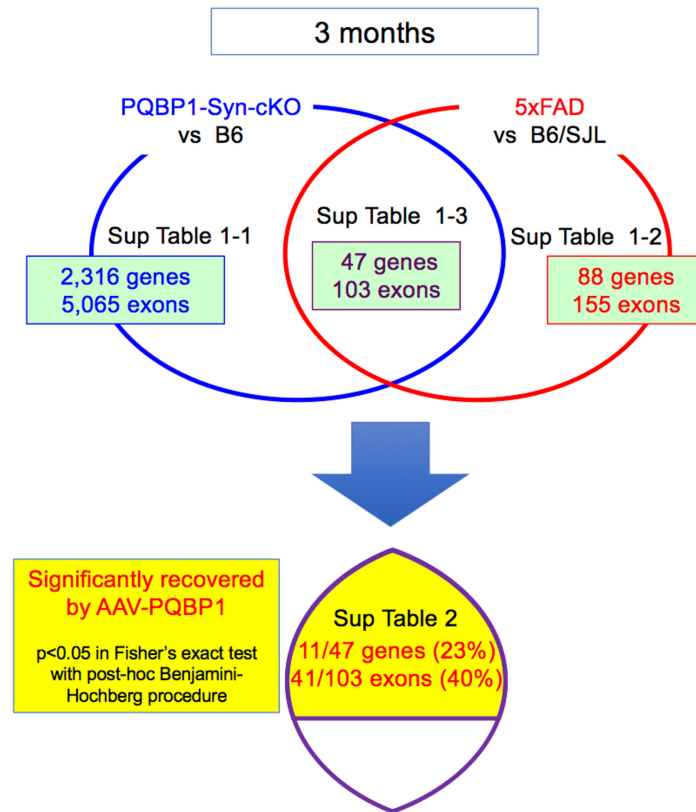 3 months
PQBP1-Syn-cKO
vs B6
5xFAD
vs B6/SJL
Sup Table 1-1
2,316 genes
5,065 exons
Sup Table 1-3
47 genes
103 exons
Sup Table 1-2
88 genes
155 exons
Significantly recovered
by AAV-PQBP1
p<0.05 in Fisher's exact test
with post-hoc Benjamini-
Hochberg procedure
Sup Table 2
11/47 genes (23%)
41/103 exons (40%)